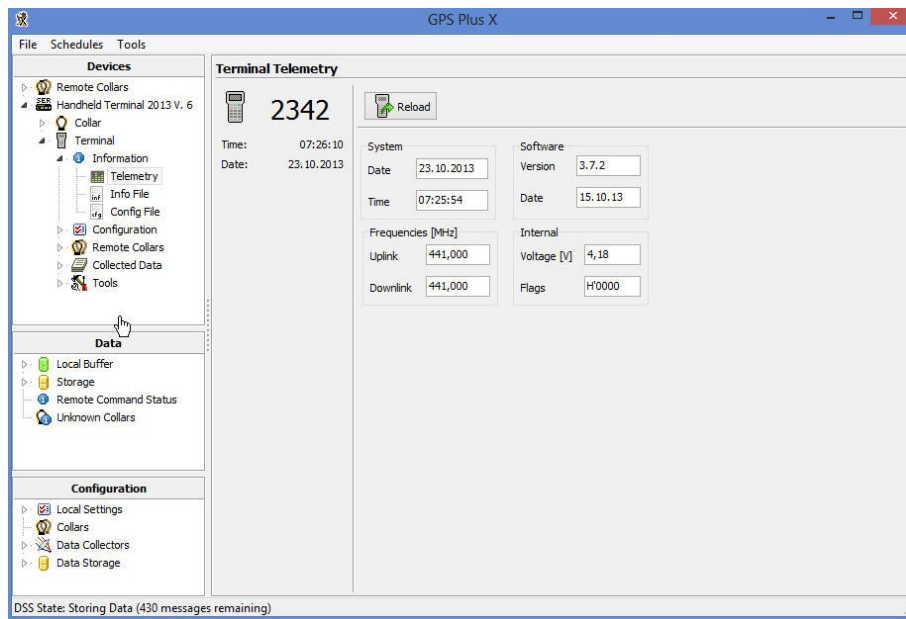 GPS Plus X
File Schedules Tools
Devices
Remote Collars
SER Handheld Terminal 2013 V. 6
Collar
Terminal
Information
Telemetry
inf Info File
cfg Config File
Configuration
Remote Collars
Collected Data
Tools
Data
Local Buffer
Storage
Remote Command Status
Unknown Collars
Configuration
Local Settings
Collars
Data Collectors
Data Storage
Terminal Telemetry
2342
Time: 07:26:10
Date: 23.10.2013
Reload
System
Date 23.10.2013
Time 07:25:54
Software
Version 3.7.2
Date 15.10.13
Frequencies [MHz]
Uplink 441,000
Downlink 441,000
Internal
Voltage [V] 4,18
Flags H'0000
DSS State: Storing Data (430 messages remaining)